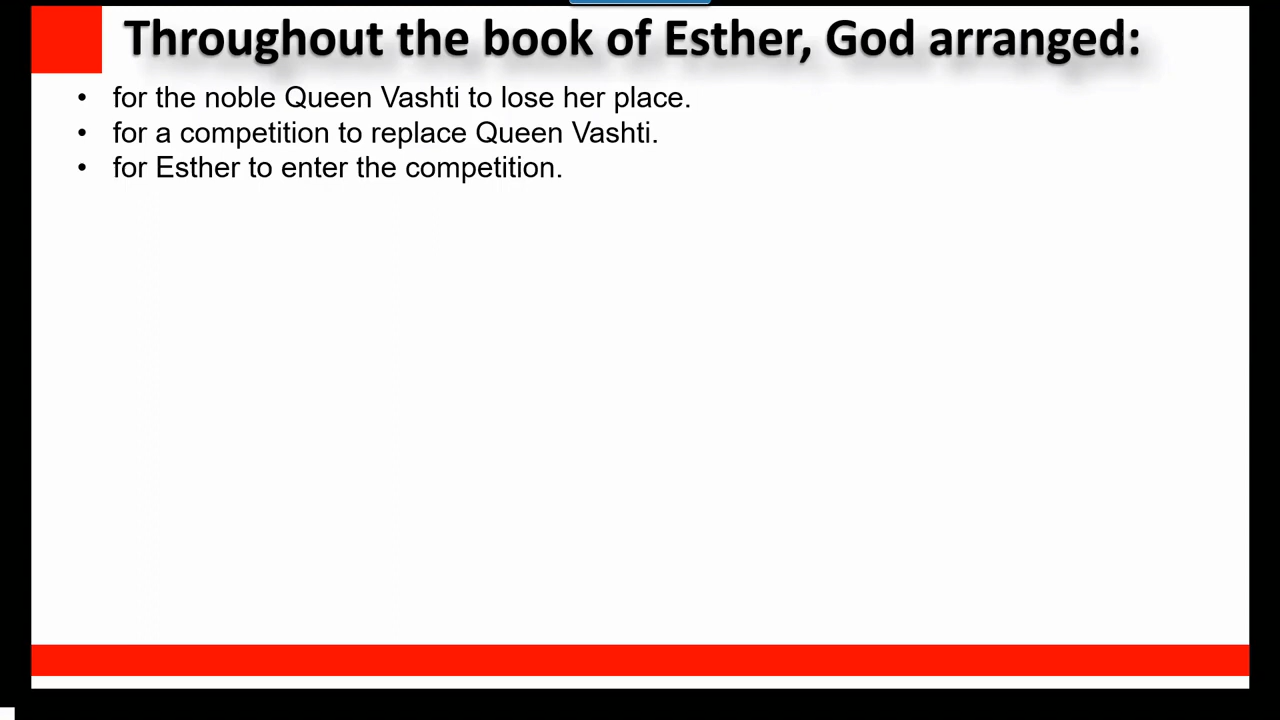 Throughout the book of Esther, God arranged:
• for the noble Queen Vashti to lose her place.
• for a competition to replace Queen Vashti.
• for Esther to enter the competition.